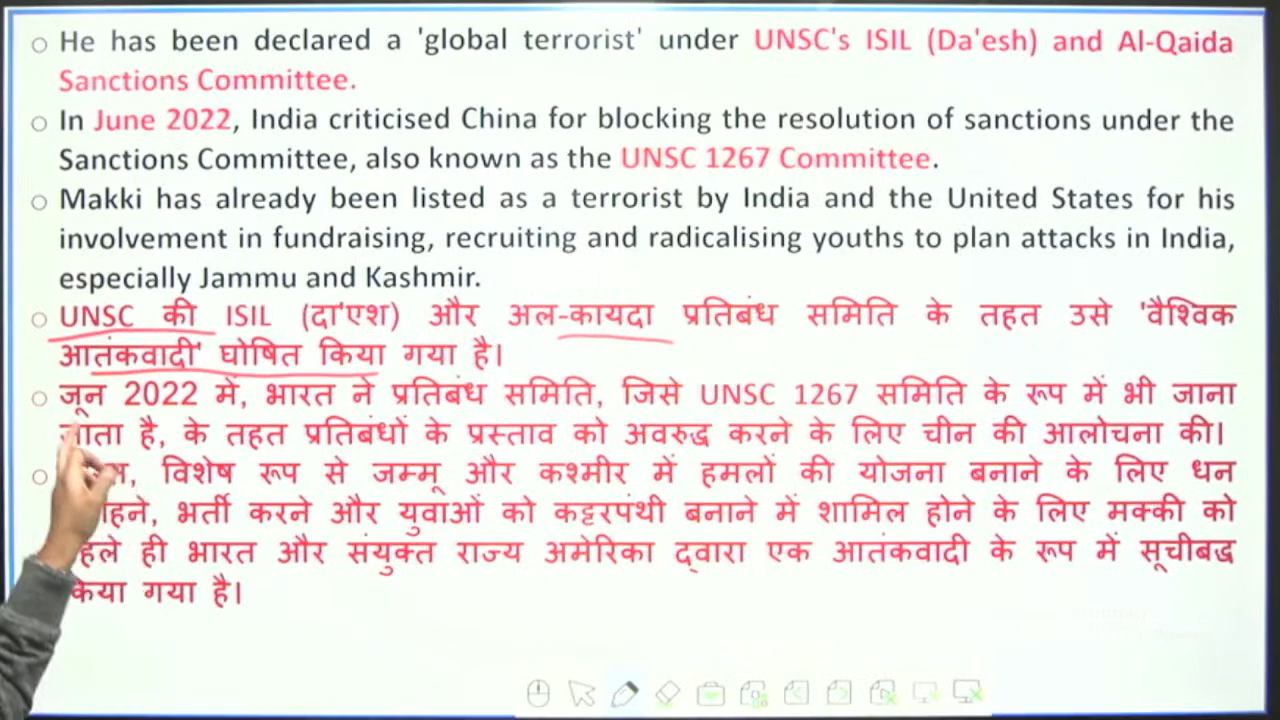 ○ He has been declared a 'global terrorist' under UNSC's ISIL (Da'esh) and Al-Qaida
Sanctions Committee.
○ In June 2022, India criticised China for blocking the resolution of sanctions under the
Sanctions Committee, also known as the UNSC 1267 Committee.
○ Makki has already been listed as a terrorist by India and the United States for his
involvement in fundraising, recruiting and radicalising youths to plan attacks in India,
especially Jammu and Kashmir.
○ UNSC की ISIL (दा'एश) और अल-कायदा प्रतिबंध समिति के तहत उसे 'वैश्विक
आतंकवादी' घोषित किया गया है।
○ जून 2022 में, भारत ने प्रतिबंध समिति, जिसे UNSC 1267 समिति के रूप में भी जाना
है, के तहत प्रतिबंधों के प्रस्ताव को अवरुद्ध करने के लिए चीन की आलोचना की।
○ विशेष रूप से जम्मू और कश्मीर में हमलों की योजना बनाने के लिए धन
भर्ती करने और युवाओं को कट्टरपंथी बनाने में शामिल होने के लिए मक्की को
ही भारत और संयुक्त राज्य अमेरिका द्वारा एक आतंकवादी के रूप में सूचीबद्ध
गया है।